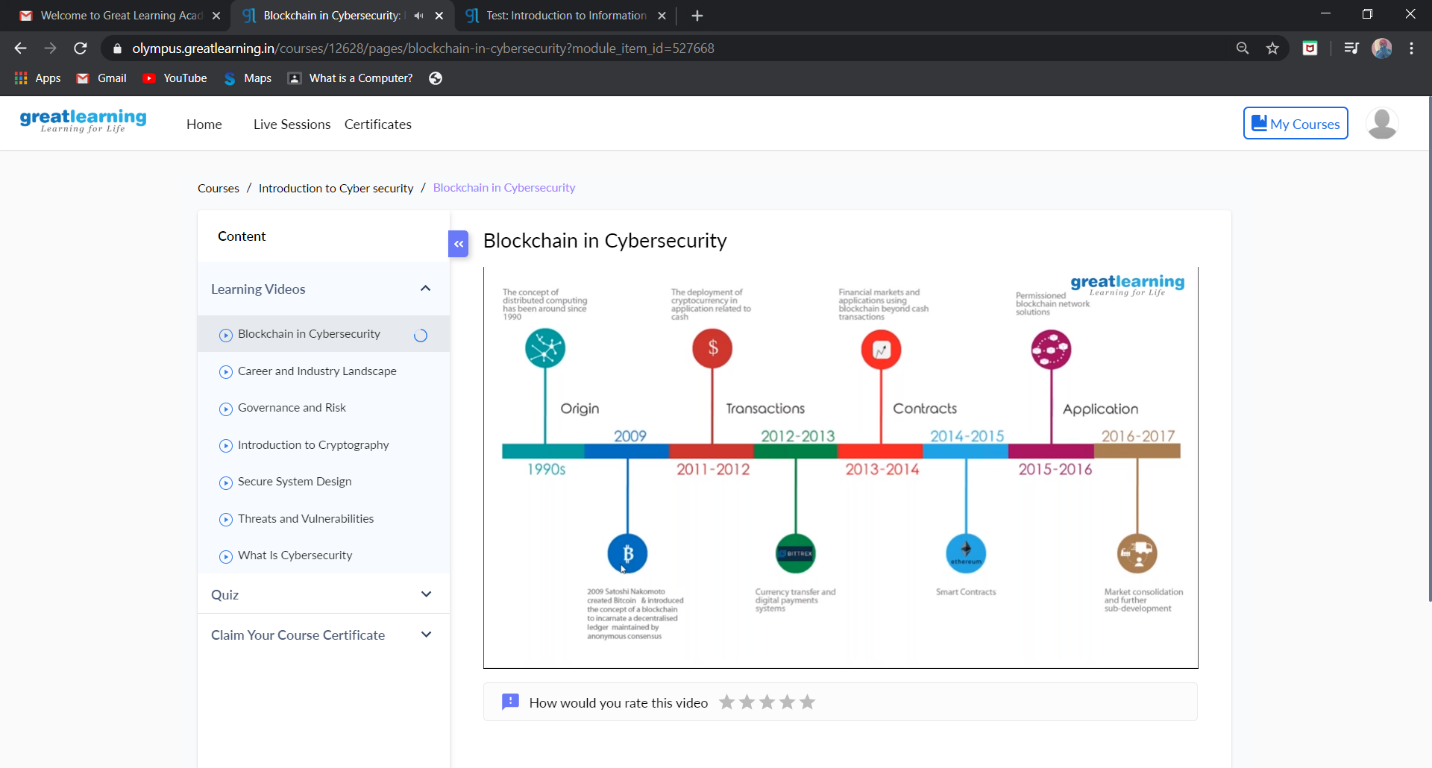 Welcome to Great Learning Acad
Blockchain in Cybersecurity:
Test: Introduction to Information
olympus.greatlearning.in/courses/12628/pages/blockchain-in-cybersecurity?module_item_id=527668
Apps
Gmail
YouTube
Maps
What is a Computer?
greatlearning
Learning for Life
Home
Live Sessions
Certificates
My Courses
Courses / Introduction to Cyber security / Blockchain in Cybersecurity
Content
Learning Videos
Blockchain in Cybersecurity
Career and Industry Landscape
Governance and Risk
Introduction to Cryptography
Secure System Design
Threats and Vulnerabilities
What Is Cybersecurity
Quiz
Claim Your Course Certificate
Blockchain in Cybersecurity
greatlearning
Learning for Life
The concept of
distributed computing
has been around since
1990
The deployment of
cryptocurrency in
application related to
cash
Financial markets and
applications using
blockchain beyond cash
transactions
Permissioned
blockchain network
solutions
$
Origin
Transactions
Contracts
Application
2009
2012-2013
2014-2015
2016-2017
1990s
2011-2012
2013-2014
2015-2016
BITTREX
ethereum
2009 Satoshi Nakomoto
created Bitcoin & introduced
the concept of a blockchain
to incarnate a decentralised
ledger maintained by
anonymous consensus
Currency transfer and
digital payments
systems
Smart Contracts
Market consolidation
and further
sub-development
How would you rate this video